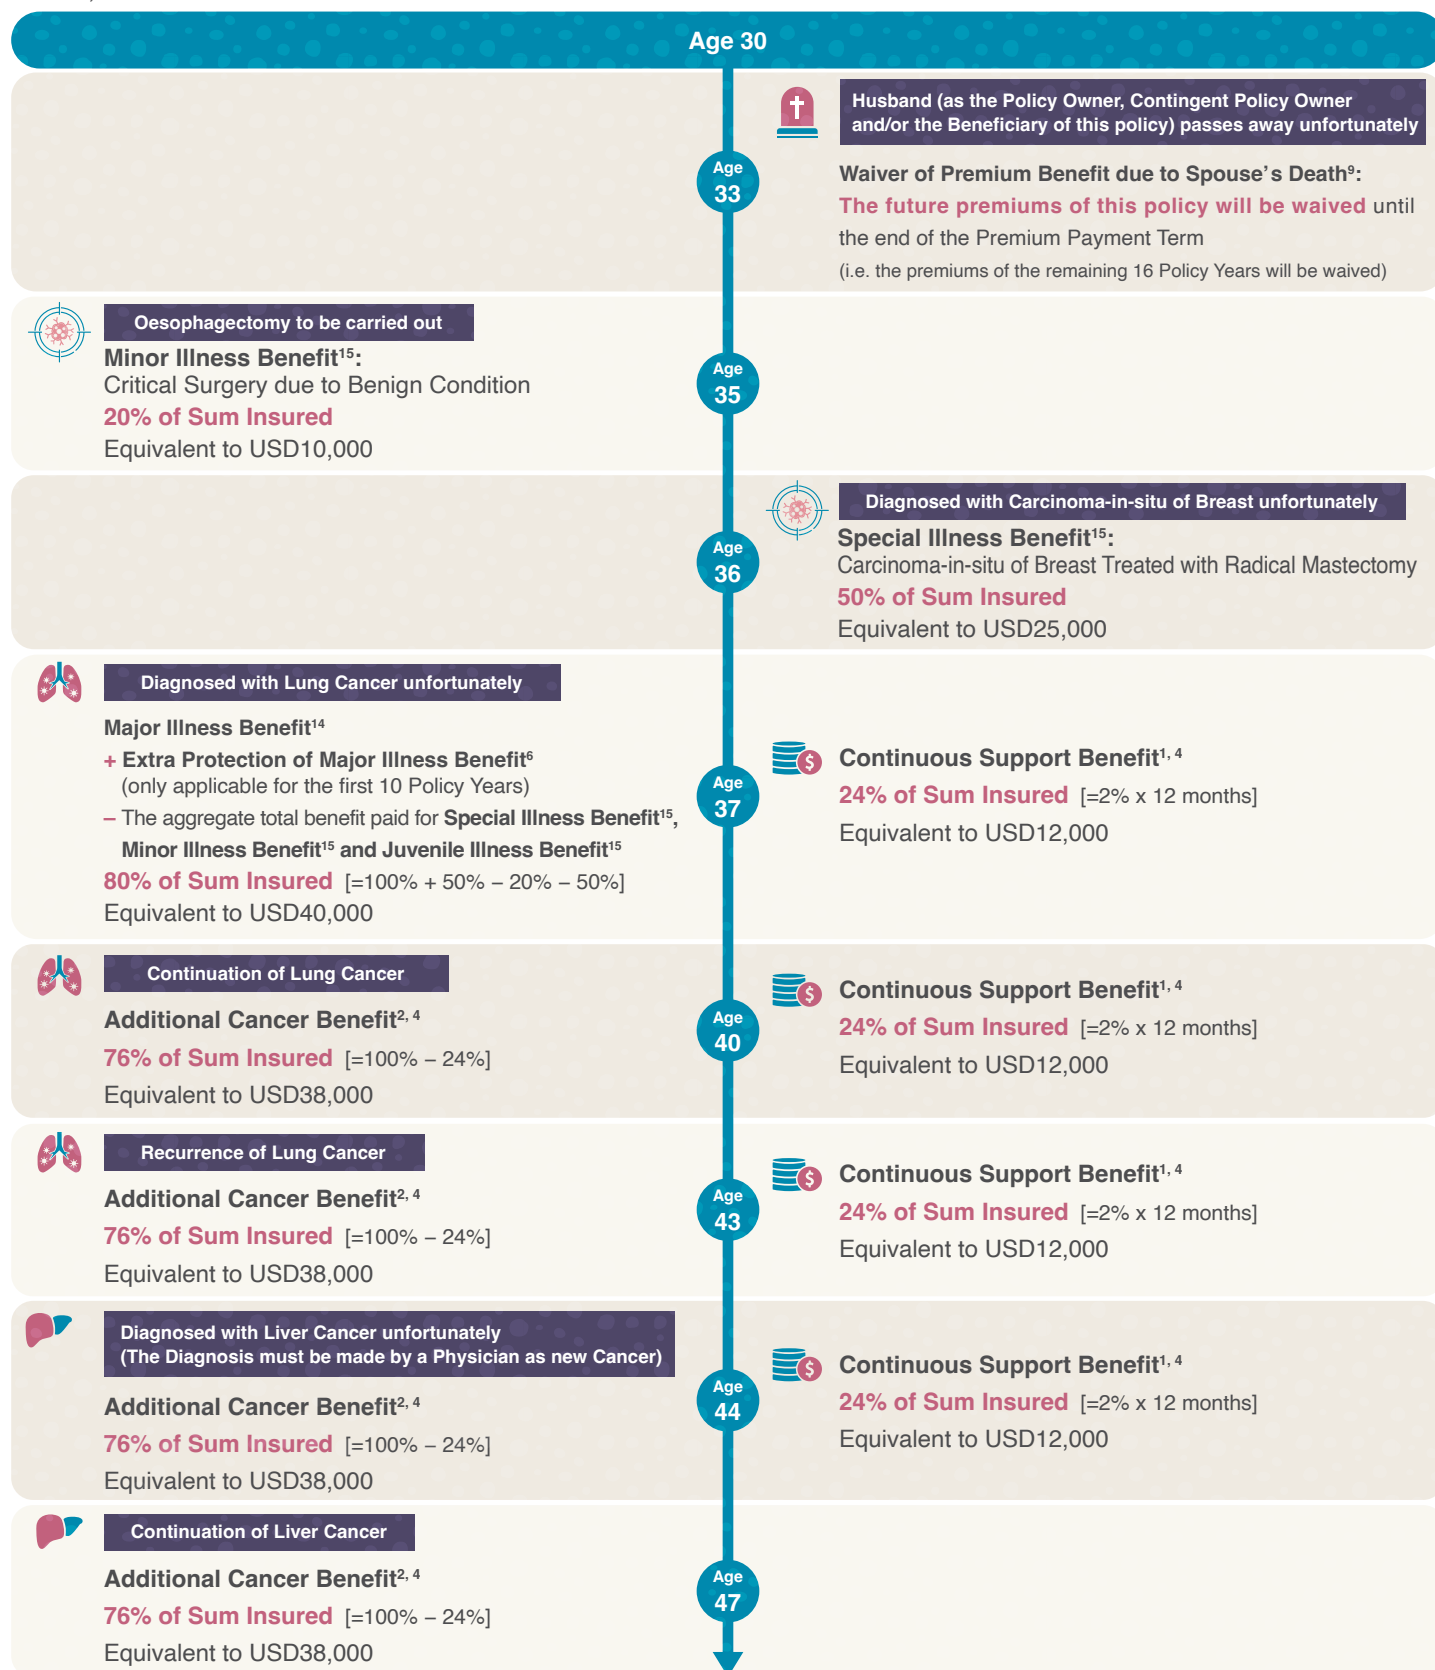 Age 30
Husband (as the Policy Owner, Contingent Policy Owner
and/or the Beneficiary of this policy) passes away unfortunately
Age
33
Waiver of Premium Benefit due to Spouse's Death⁹:
The future premiums of this policy will be waived until
the end of the Premium Payment Term
(i.e. the premiums of the remaining 16 Policy Years will be waived)
Oesophagectomy to be carried out
Minor Illness Benefit¹⁵:
Critical Surgery due to Benign Condition
20% of Sum Insured
Equivalent to USD10,000
Age
35
Age
36
Diagnosed with Carcinoma-in-situ of Breast unfortunately
Special Illness Benefit¹⁵:
Carcinoma-in-situ of Breast Treated with Radical Mastectomy
50% of Sum Insured
Equivalent to USD25,000
Diagnosed with Lung Cancer unfortunately
Major Illness Benefit¹⁴
+ Extra Protection of Major Illness Benefit⁶
(only applicable for the first 10 Policy Years)
– The aggregate total benefit paid for Special Illness Benefit¹⁵,
Minor Illness Benefit¹⁵ and Juvenile Illness Benefit¹⁵
80% of Sum Insured [=100% + 50% – 20% – 50%]
Equivalent to USD40,000
Age
37
Continuous Support Benefit¹˒ ⁴
24% of Sum Insured [=2% x 12 months]
Equivalent to USD12,000
Continuation of Lung Cancer
Additional Cancer Benefit²˒ ⁴
76% of Sum Insured [=100% – 24%]
Equivalent to USD38,000
Age
40
Continuous Support Benefit¹˒ ⁴
24% of Sum Insured [=2% x 12 months]
Equivalent to USD12,000
Recurrence of Lung Cancer
Additional Cancer Benefit²˒ ⁴
76% of Sum Insured [=100% – 24%]
Equivalent to USD38,000
Age
43
Continuous Support Benefit¹˒ ⁴
24% of Sum Insured [=2% x 12 months]
Equivalent to USD12,000
Diagnosed with Liver Cancer unfortunately
(The Diagnosis must be made by a Physician as new Cancer)
Additional Cancer Benefit²˒ ⁴
76% of Sum Insured [=100% – 24%]
Equivalent to USD38,000
Age
44
Continuous Support Benefit¹˒ ⁴
24% of Sum Insured [=2% x 12 months]
Equivalent to USD12,000
Continuation of Liver Cancer
Additional Cancer Benefit²˒ ⁴
76% of Sum Insured [=100% – 24%]
Equivalent to USD38,000
Age
47